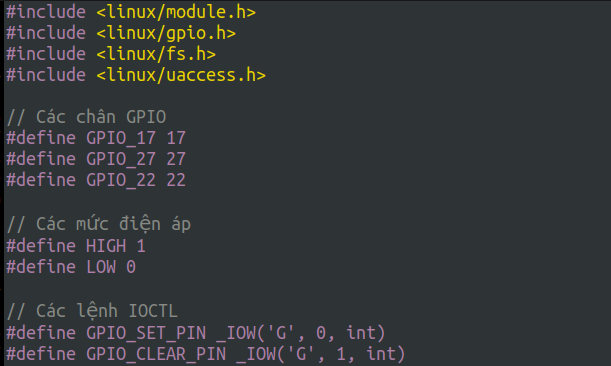 #include <linux/module.h>
#include <linux/gpio.h>
#include <linux/fs.h>
#include <linux/uaccess.h>
// Các chân GPIO
#define GPIO_17 17
#define GPIO_27 27
#define GPIO_22 22
// Các mức điện áp
#define HIGH 1
#define LOW 0
// Các lệnh IOCTL
#define GPIO_SET_PIN _IOW('G', 0, int)
#define GPIO_CLEAR_PIN _IOW('G', 1, int)